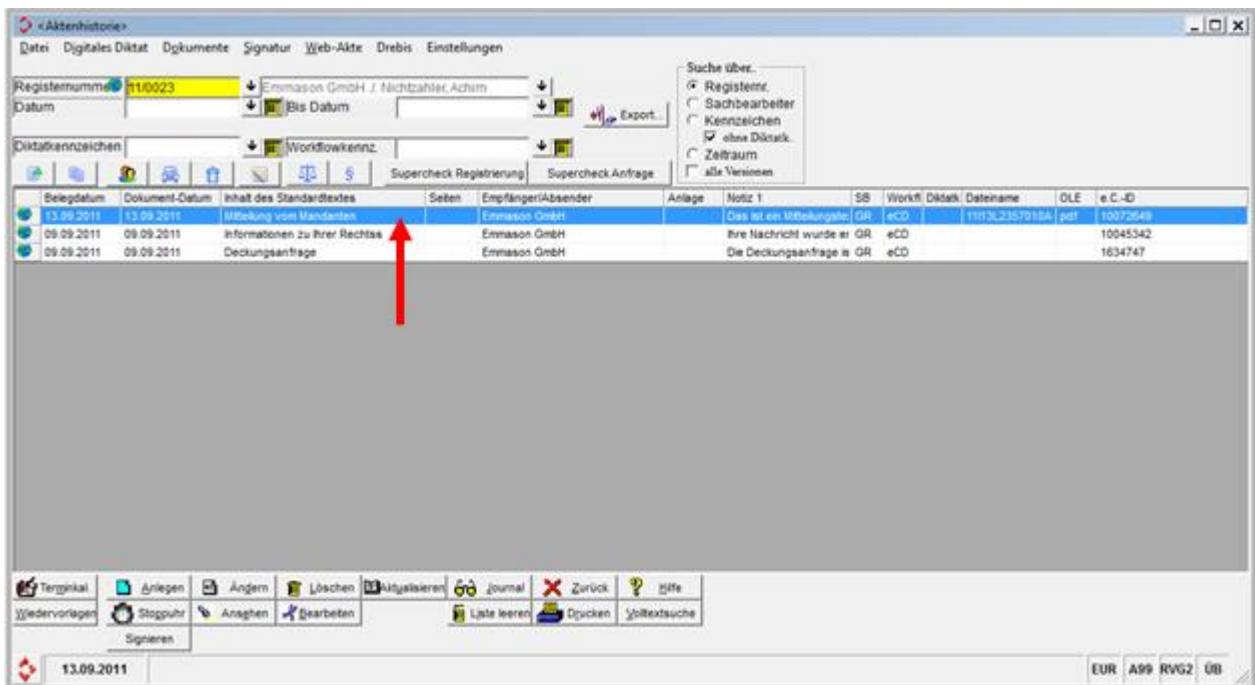 <Aktenhistorie>
Datei Digitales Diktat Dokumente Signatur Web-Akte Drebis Einstellungen
Suche über..
Registernumme 11/0023 Emmason GmbH ./. Nichtzahler, Achim Registernr.
Datum Bis Datum Export... Sachbearbeiter
Kennzeichen
ohne Diktatk.
Diktatkennzeichen Workflowkennz. Zeitraum
§ Supercheck Registrierung Supercheck Anfrage alle Versionen
Belegdatum Dokument-Datum Inhalt des Standardtextes Seiten Empfänger/Absender Anlage Notiz 1 SB Workfl Diktatk Dateiname OLE e.C.-ID
13.09.2011 13.09.2011 Mitteilung vom Mandanten Emmason GmbH Das ist ein Mitteilungste: GR eCD pdf 10072649
09.09.2011 09.09.2011 Informationen zu Ihrer Rechtss Emmason GmbH Ihre Nachricht wurde er GR eCD 10045342
09.09.2011 09.09.2011 Deckungsanfrage Emmason GmbH Die Deckungsanfrage is GR eCD 1634747
Terminkal. Anlegen Ändern Löschen Aktualisieren Journal Zurück Hilfe
Wiedervorlagen Stoppuhr Ansehen Bearbeiten Liste leeren Drucken Volltextsuche
Signieren
13.09.2011 EUR A99 RVG2 ÜB